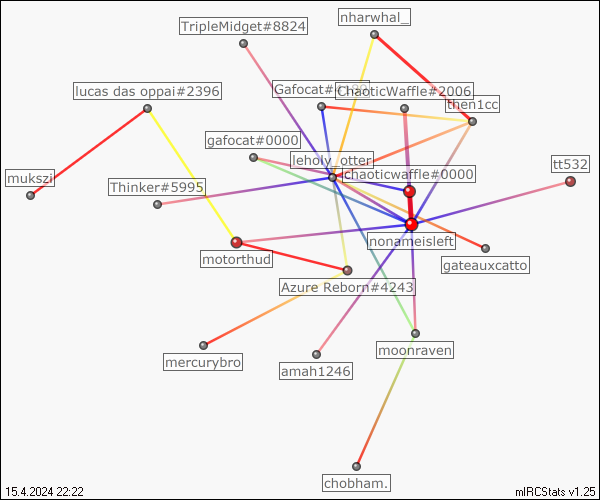 nharwhal_
TripleMidget#8824
Gafocat#
ChaoticWaffle#2006
lucas das oppai#2396
then1cc
gafocat#0000
leholy_otter
tt532
chaoticwaffle#0000
mukszi
Thinker#5995
nonameisleft
motorthud
gateauxcatto
Azure Reborn#4243
moonraven
mercurybro
amah1246
chobham.
15.4.2024 22:22
mIRCStats v1.25